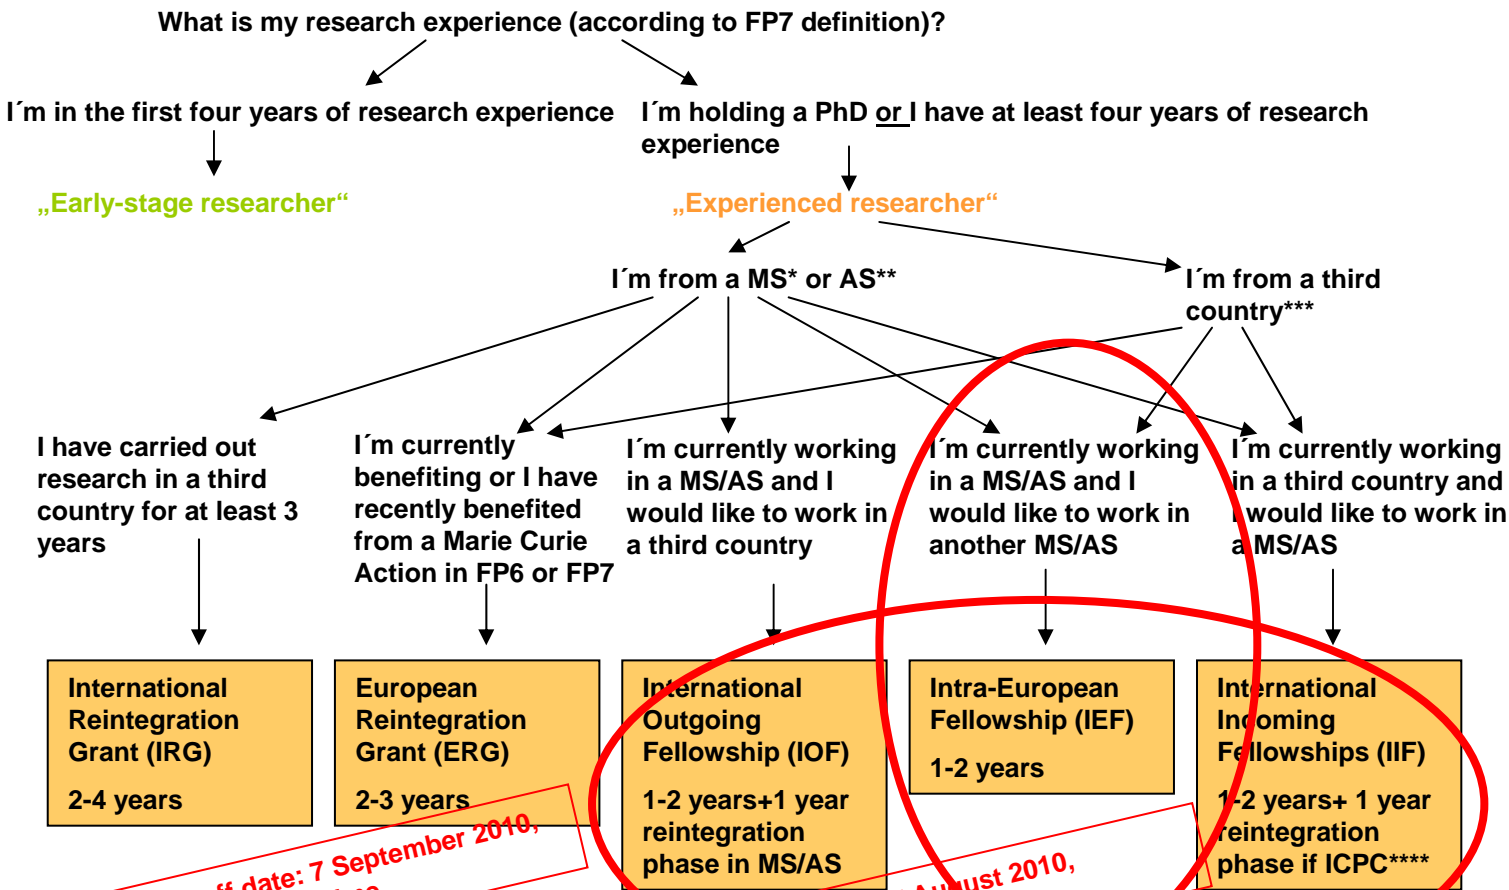 What is my research experience (according to FP7 definition)?
I´m in the first four years of research experience
I´m holding a PhD or I have at least four years of research
experience
„Early-stage researcher“
„Experienced researcher“
I´m from a MS* or AS**
I´m from a third
country***
I have carried out
research in a third
country for at least 3
years
I´m currently
benefiting or I have
recently benefited
from a Marie Curie
Action in FP6 or FP7
I´m currently working
in a MS/AS and I
would like to work in
a third country
I´m currently working
in a MS/AS and I
would like to work in
another MS/AS
I´m currently working
in a third country and
I would like to work in
a MS/AS
International
Reintegration
Grant (IRG)
2-4 years
European
Reintegration
Grant (ERG)
2-3 years
International
Outgoing
Fellowship (IOF)
1-2 years+1 year
reintegration
phase in MS/AS
Intra-European
Fellowship (IEF)
1-2 years
International
Incoming
Fellowships (IIF)
1-2 years+ 1 year
reintegration
phase if ICPC****
date: 7 September 2010,
August 2010,